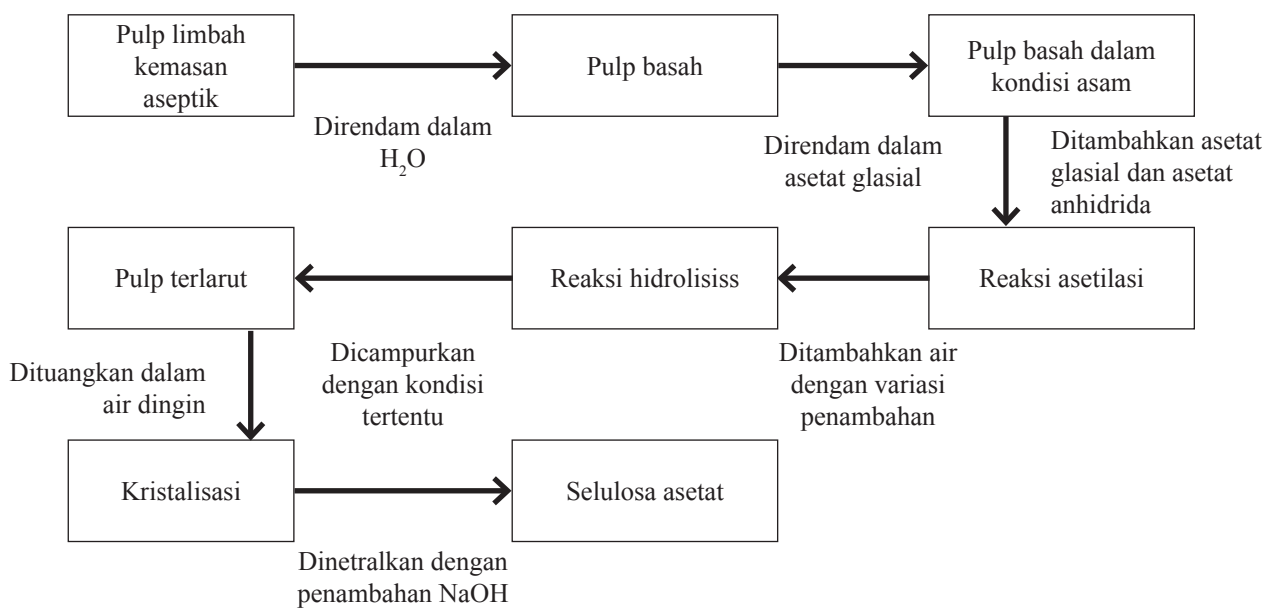 Pulp limbah
kemasan
aseptik
Direndam dalam
H₂O
Pulp basah
Direndam dalam
asetat glasial
Pulp basah dalam
kondisi asam
Ditambahkan asetat
glasial dan asetat
anhidrida
Reaksi asetilasi
Ditambahkan air
dengan variasi
penambahan
Reaksi hidrolisiss
Dicampurkan
dengan kondisi
tertentu
Pulp terlarut
Dituangkan dalam
air dingin
Kristalisasi
Dinetralkan dengan
penambahan NaOH
Selulosa asetat